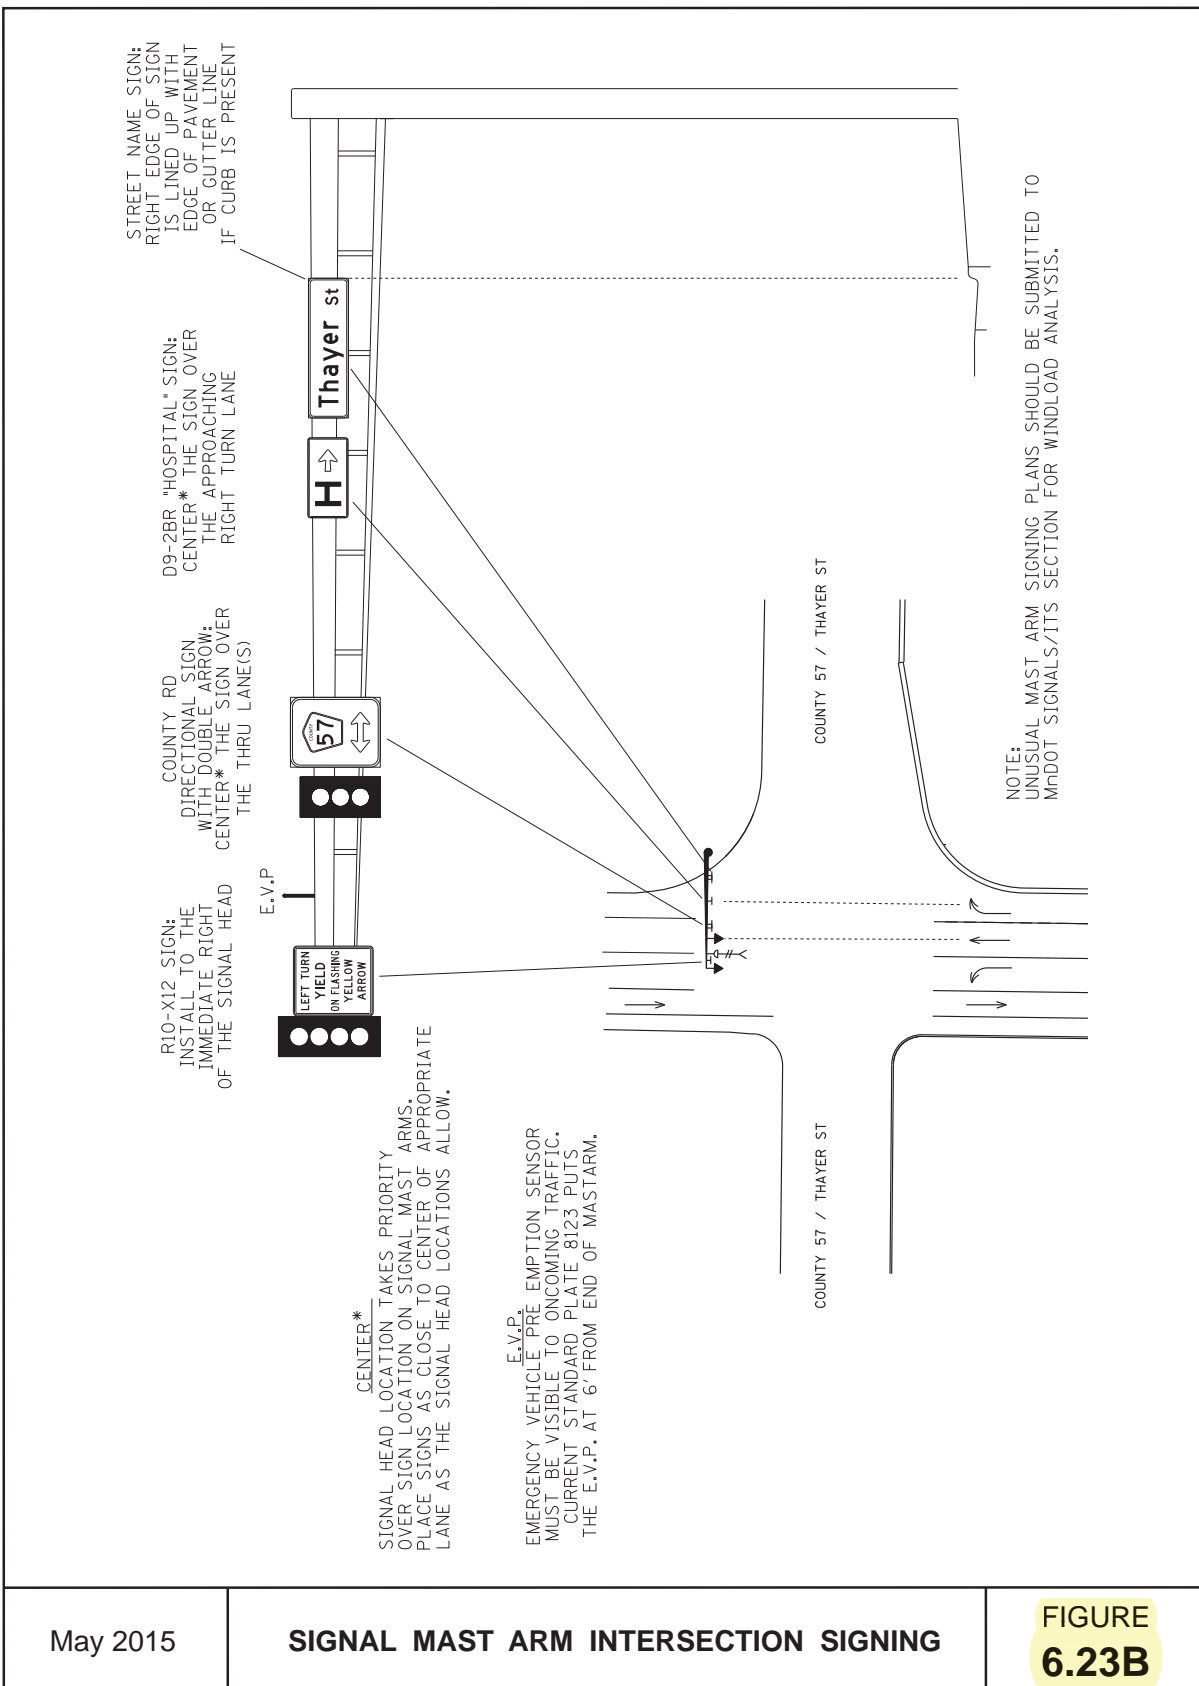 STREET NAME SIGN:
RIGHT EDGE OF SIGN
IS LINED UP WITH
EDGE OF PAVEMENT
OR GUTTER LINE
IF CURB IS PRESENT
D9-2BR "HOSPITAL" SIGN:
CENTER* THE SIGN OVER
THE APPROACHING
RIGHT TURN LANE
COUNTY RD
DIRECTIONAL SIGN
WITH DOUBLE ARROW:
CENTER* THE SIGN OVER
THE THRU LANE(S)
R10-X12 SIGN:
INSTALL TO THE
IMMEDIATE RIGHT
OF THE SIGNAL HEAD
E.V.P
LEFT TURN
YIELD
ON FLASHING
YELLOW
ARROW
COUNTY
57
H
Thayer St
CENTER*
SIGNAL HEAD LOCATION TAKES PRIORITY
OVER SIGN LOCATION ON SIGNAL MAST ARMS.
PLACE SIGNS AS CLOSE TO CENTER OF APPROPRIATE
LANE AS THE SIGNAL HEAD LOCATIONS ALLOW.
E.V.P.
EMERGENCY VEHICLE PRE EMPTION SENSOR
MUST BE VISIBLE TO ONCOMING TRAFFIC.
CURRENT STANDARD PLATE 8123 PUTS
THE E.V.P. AT 6' FROM END OF MASTARM.
COUNTY 57 / THAYER ST
COUNTY 57 / THAYER ST
NOTE:
UNUSUAL MAST ARM SIGNING PLANS SHOULD BE SUBMITTED TO
MnDOT SIGNALS/ITS SECTION FOR WINDLOAD ANALYSIS.
May 2015
SIGNAL MAST ARM INTERSECTION SIGNING
FIGURE
6.23B